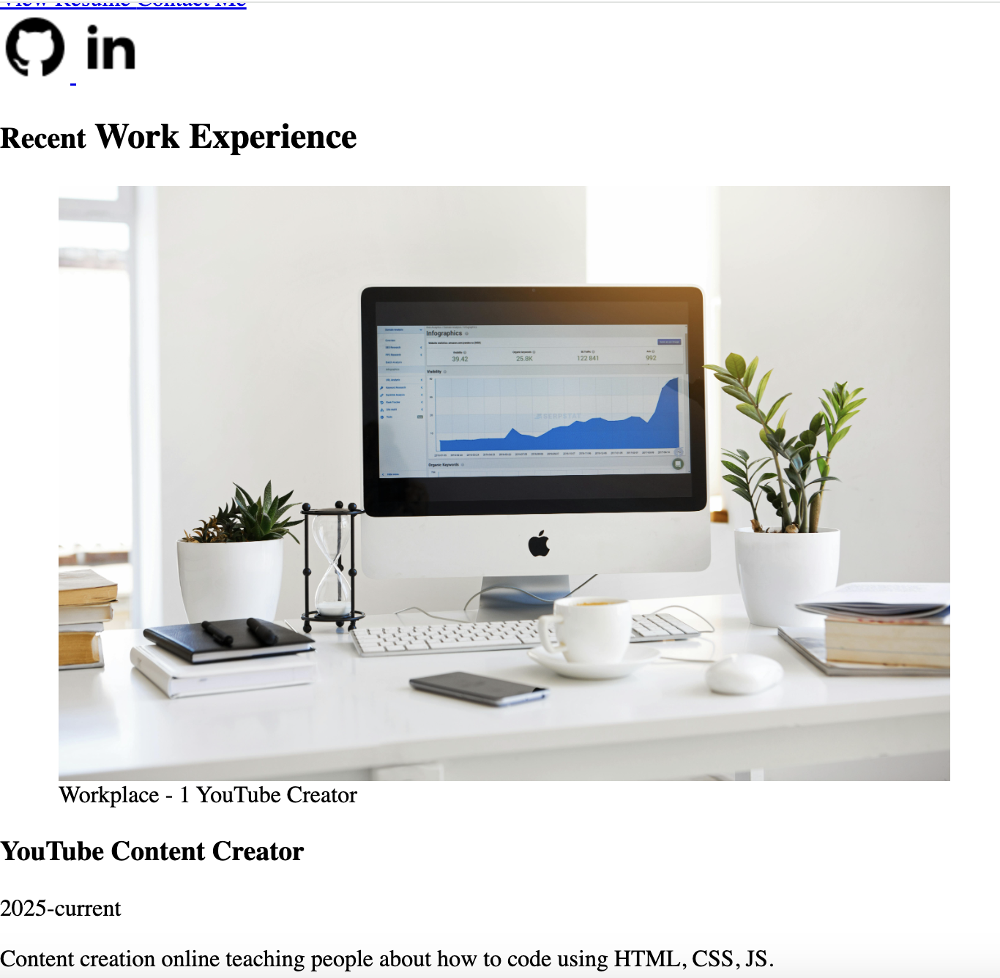 View Resume Contact Me
in
Recent Work Experience
Infographics
39.42 25.8K 122 841 992
Visibility
SERPSTAT
Organic Keywords
Workplace - 1 YouTube Creator
YouTube Content Creator
2025-current
Content creation online teaching people about how to code using HTML, CSS, JS.